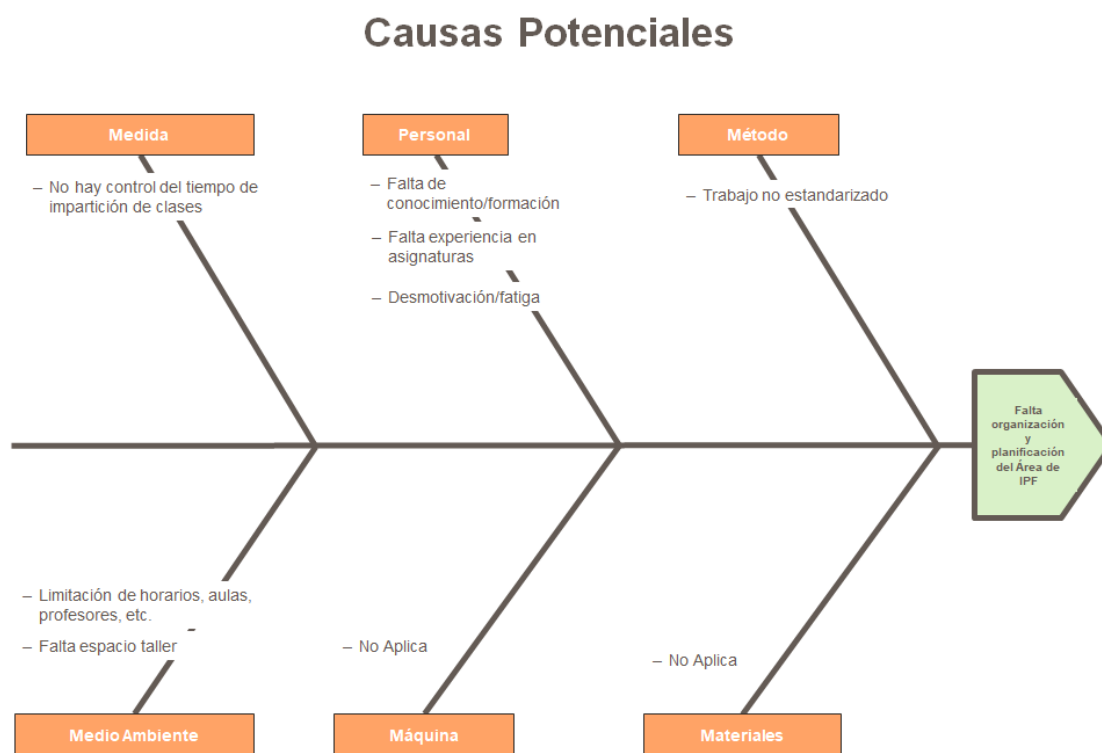 Causas Potenciales
Medida
– No hay control del tiempo de
impartición de clases
Personal
– Falta de
conocimiento/formación
– Falta experiencia en
asignaturas
– Desmotivación/fatiga
Método
– Trabajo no estandarizado
Falta
organización
y
planificación
del Área de
IPF
– Limitación de horarios, aulas,
profesores, etc.
– Falta espacio taller
Medio Ambiente
– No Aplica
Máquina
– No Aplica
Materiales